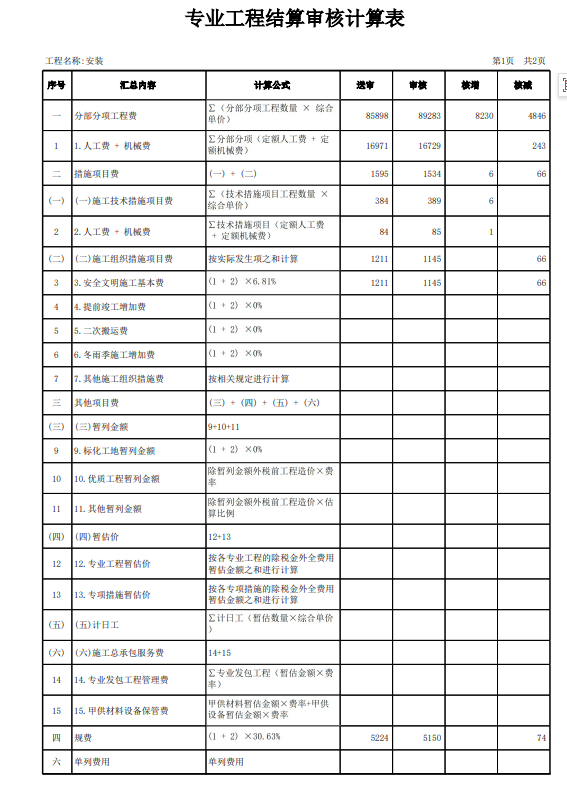 专业工程结算审核计算表
工程名称:安装 第1页 共2页
序号 汇总内容 计算公式 送审 审核 核增 核减
一 分部分项工程费 ∑（分部分项工程数量 × 综合
单价） 85898 89283 8230 4846
1 1.人工费 + 机械费 ∑分部分项（定额人工费 + 定
额机械费） 16971 16729 243
二 措施项目费 (一) + (二) 1595 1534 6 66
(一) (一)施工技术措施项目费 ∑（技术措施项目工程数量 ×
综合单价） 384 389 6
2 2.人工费 + 机械费 ∑技术措施项目（定额人工费
+ 定额机械费） 84 85 1
(二) (二)施工组织措施项目费 按实际发生项之和计算 1211 1145 66
3 3.安全文明施工基本费 (1 + 2) ×6.81% 1211 1145 66
4 4.提前竣工增加费 (1 + 2) ×0%
5 5.二次搬运费 (1 + 2) ×0%
6 6.冬雨季施工增加费 (1 + 2) ×0%
7 7.其他施工组织措施费 按相关规定进行计算
三 其他项目费 (三) + (四) + (五) + (六)
(三) (三)暂列金额 9+10+11
9 9.标化工地暂列金额 (1 + 2) ×0%
10 10.优质工程暂列金额 除暂列金额外税前工程造价×费
率
11 11.其他暂列金额 除暂列金额外税前工程造价×估
算比例
(四) (四)暂估价 12+13
12 12.专业工程暂估价 按各专业工程的除税金外全费用
暂估金额之和进行计算
13 13.专项措施暂估价 按各专项措施的除税金外全费用
暂估金额之和进行计算
(五) (五)计日工 ∑计日工（暂估数量×综合单价
）
(六) (六)施工总承包服务费 14+15
14 14.专业发包工程管理费 ∑专业发包工程（暂估金额×费
率）
15 15.甲供材料设备保管费 甲供材料暂估金额×费率+甲供
设备暂估金额×费率
四 规费 (1 + 2) ×30.63% 5224 5150 74
六 单列费用 单列费用